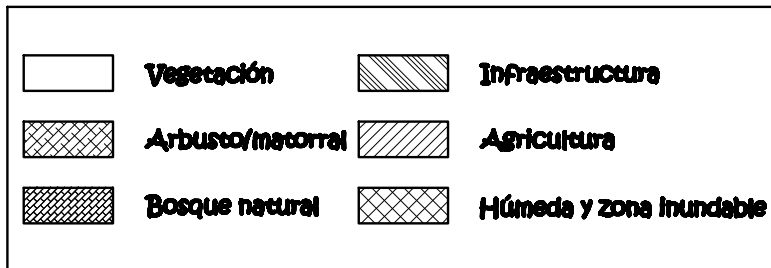 Vegetación
Infraestructura
Arbusto/matorral
Agricultura
Bosque natural
Húmeda y zona inundable